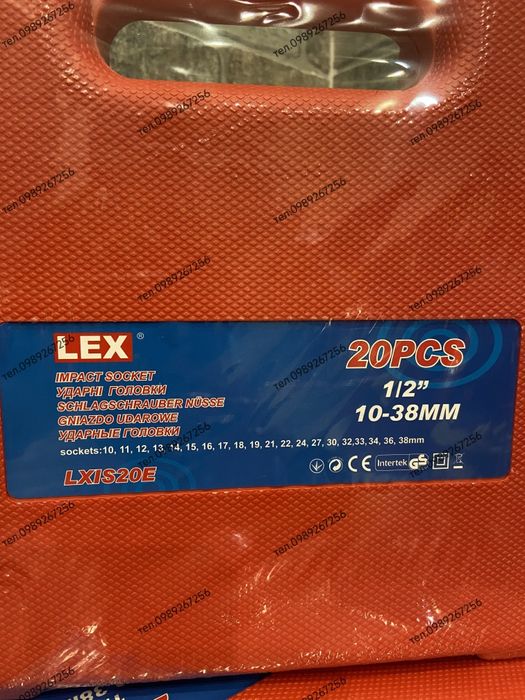 LEX ®
IMPACT SOCKET
УДАРНІ ГОЛОВКИ
SCHLAGSCHRAUBER NÜSSE
GNIAZDO UDAROWE
УДАРНЫЕ ГОЛОВКИ
20PCS
1/2”
10-38MM
sockets:10, 11, 12, 13, 14, 15, 16, 17, 18, 19, 21, 22, 24, 27, 30, 32,33, 34, 36, 38mm
LXIS20E
CE Intertek GS
тел.0989267256